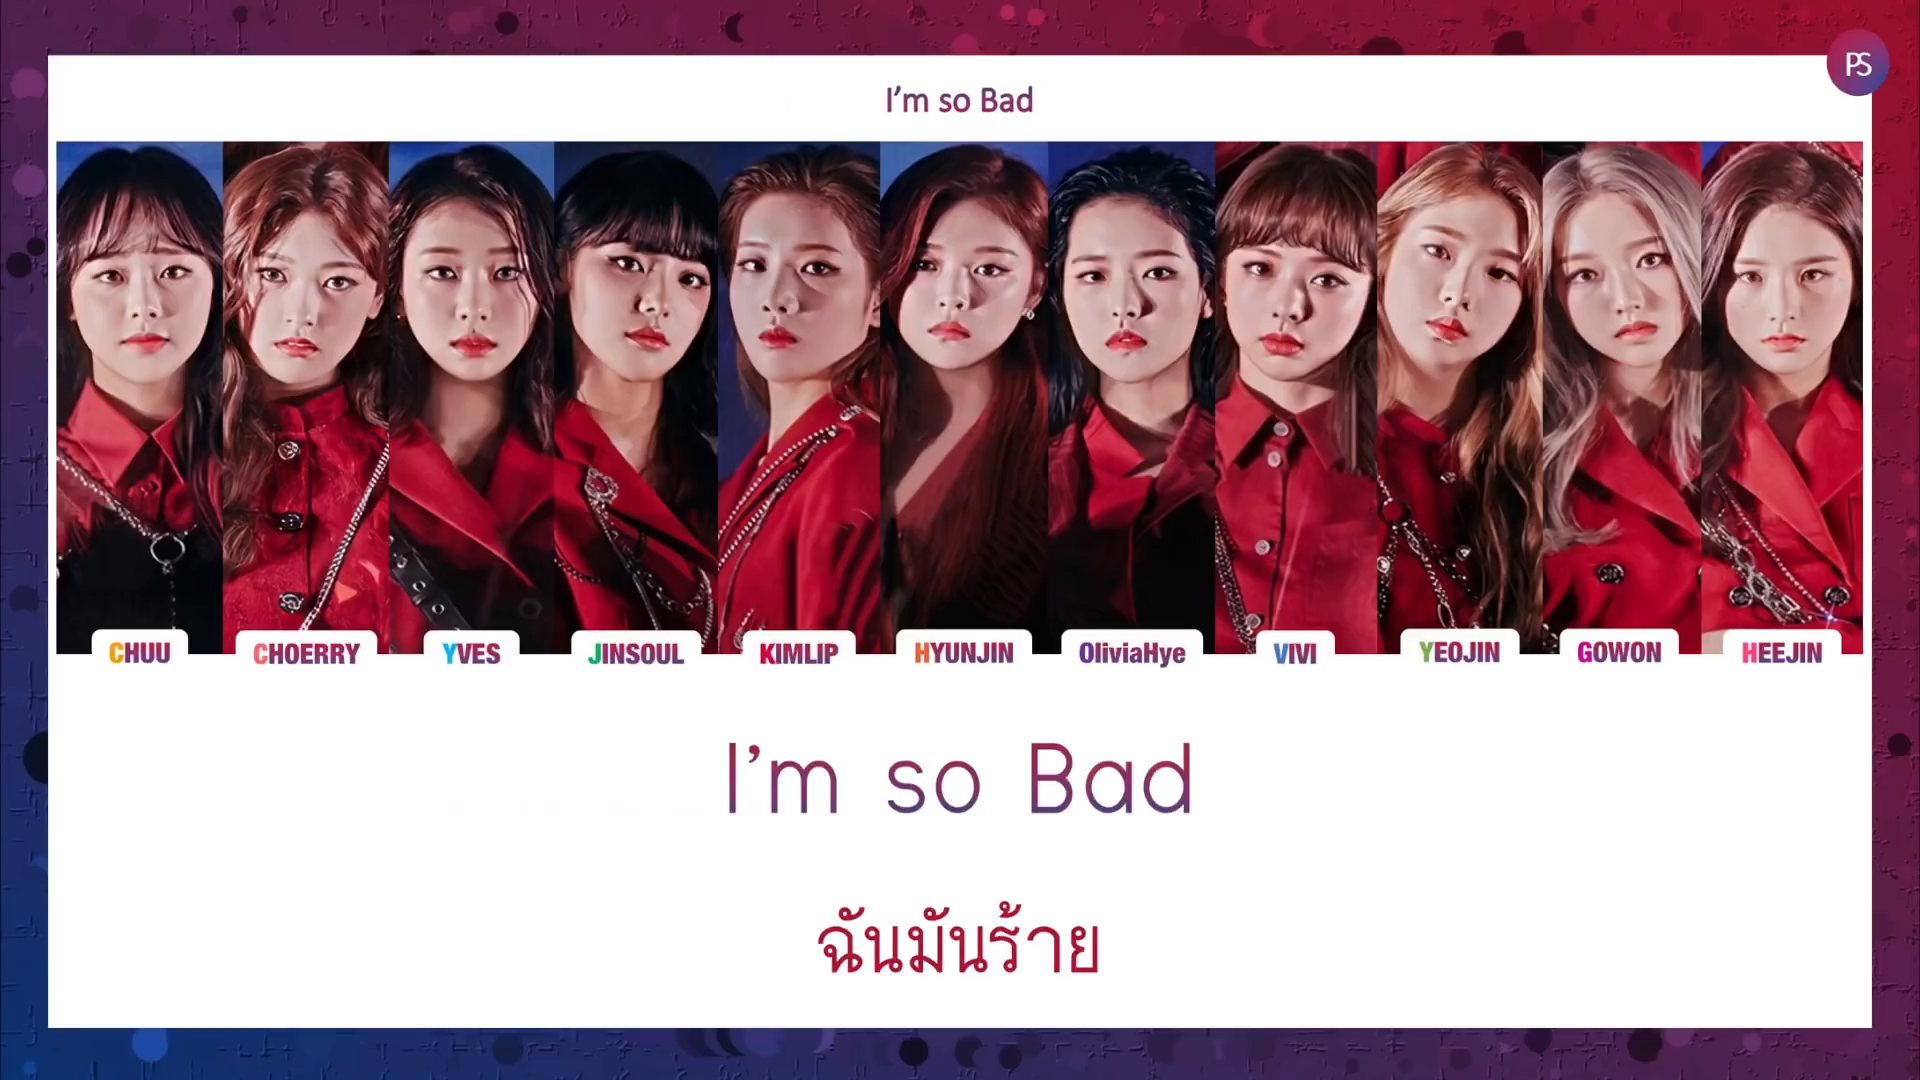 PS
I'm so Bad
CHUU
CHOERRY
YVES
JINSOUL
KIMLIP
HYUNJIN
OliviaHye
VIVI
YEOJIN
GOWON
HEEJIN
I'm so Bad
ฉันมันร้าย